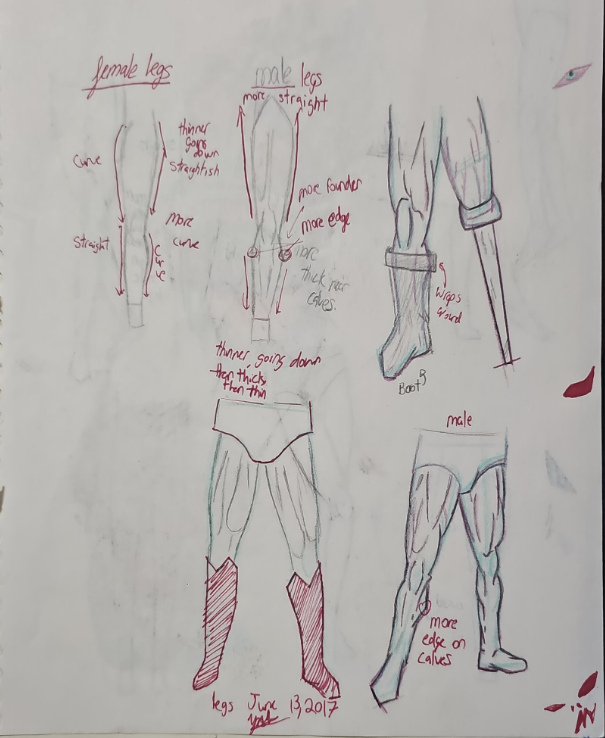 female legs
male legs
more straight
curve
thinner
going
down
straightish
Straight
more
curve
curve
more rounder
more edge
more
thick near
calves.
thinner going down
then thicks
then thin
wraps
around
Boot
male
more
edge on
calves
legs June 13, 2017